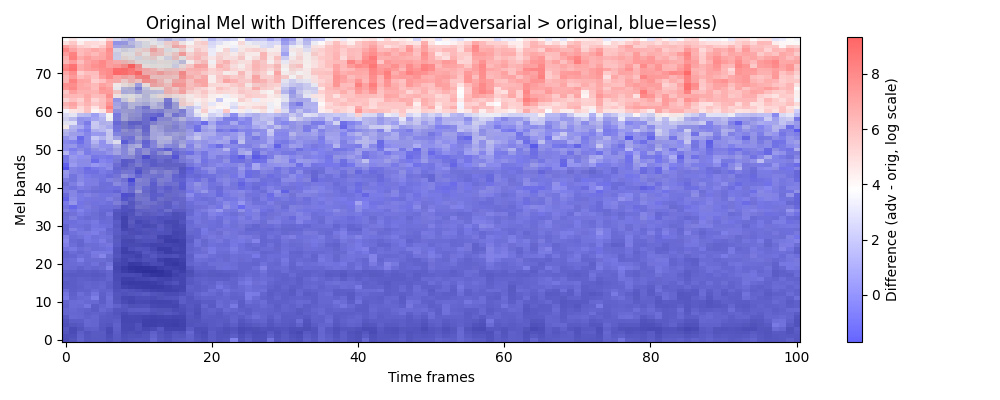 Original Mel with Differences (red=adversarial > original, blue=less)
70
60
50
40
30
20
10
0
Mel bands
0 20 40 60 80 100
Time frames
8
6
4
2
0
Difference (adv - orig, log scale)